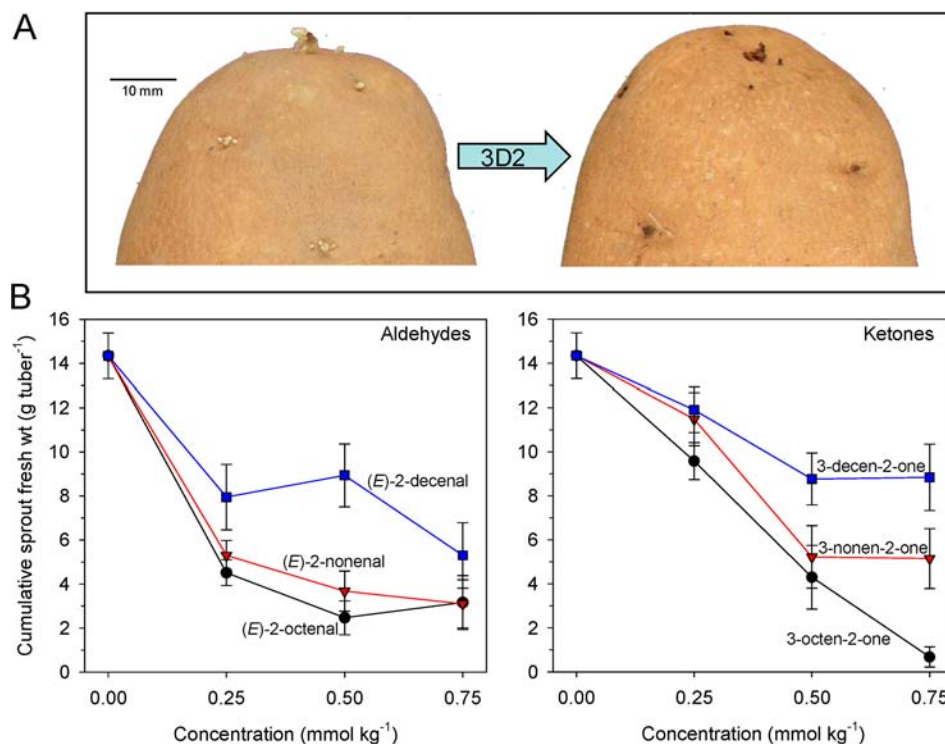 A
10 mm
3D2
B
Cumulative sprout fresh wt (g tuber⁻¹)
16
14
12
10
8
6
4
2
0
Aldehydes
(E)-2-decenal
(E)-2-nonenal
(E)-2-octenal
0.00 0.25 0.50 0.75
Concentration (mmol kg⁻¹)
16
14
12
10
8
6
4
2
0
Ketones
3-decen-2-one
3-nonen-2-one
3-octen-2-one
0.00 0.25 0.50 0.75
Concentration (mmol kg⁻¹)